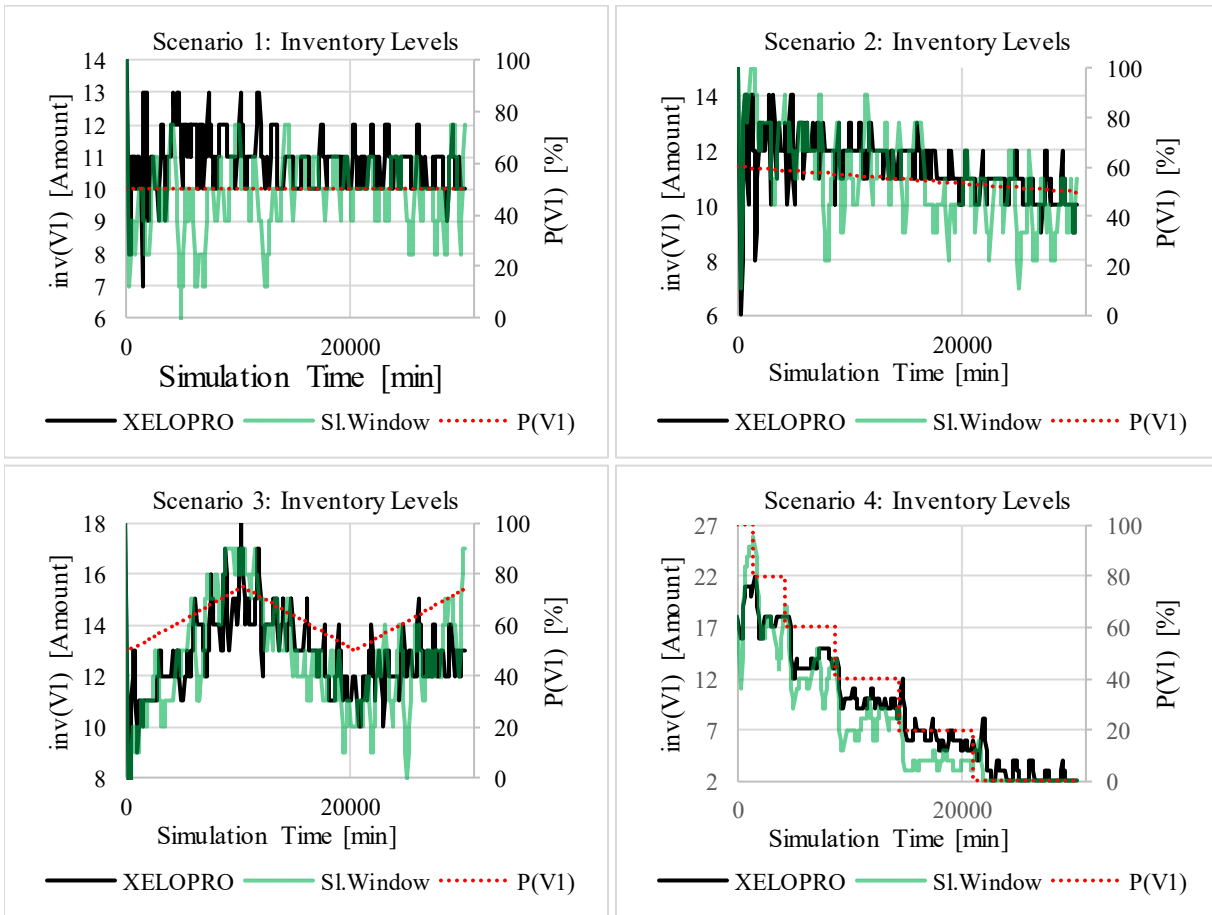 Scenario 1: Inventory Levels
inv(V1) [Amount]
14
13
12
11
10
9
8
7
6
100
80
60
40
20
0
P(V1) [%]
0
20000
Simulation Time [min]
XELOPRO
Sl.Window
P(V1)
Scenario 2: Inventory Levels
inv(V1) [Amount]
14
12
10
8
6
100
80
60
40
20
0
P(V1) [%]
0
20000
Simulation Time [min]
XELOPRO
Sl.Window
P(V1)
Scenario 3: Inventory Levels
inv(V1) [Amount]
18
16
14
12
10
8
100
80
60
40
20
0
P(V1) [%]
0
20000
Simulation Time [min]
XELOPRO
Sl.Window
P(V1)
Scenario 4: Inventory Levels
inv(V1) [Amount]
27
22
17
12
7
2
100
80
60
40
20
0
P(V1) [%]
0
20000
Simulation Time [min]
XELOPRO
Sl.Window
P(V1)